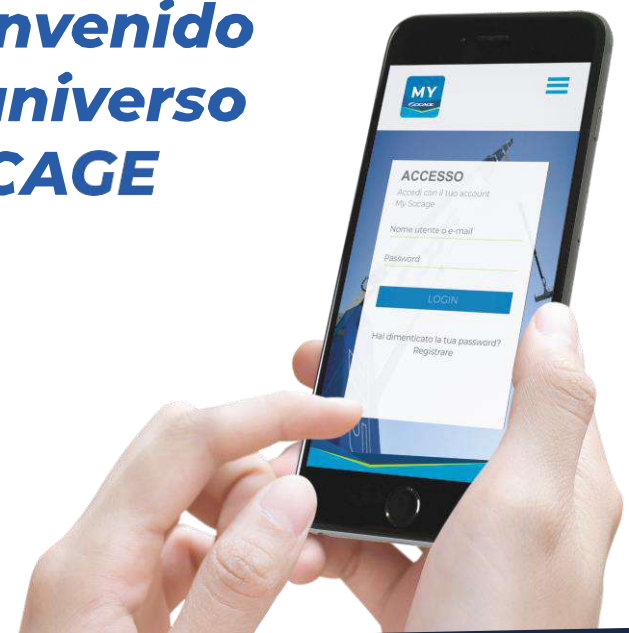 nvenido
universo
CAGE
MY
SOCAGE
ACCESSO
Accedi con il tuo account
My Socage
Nome utente o e-mail
Password
LOGIN
Hai dimenticato la tua password?
Registrare